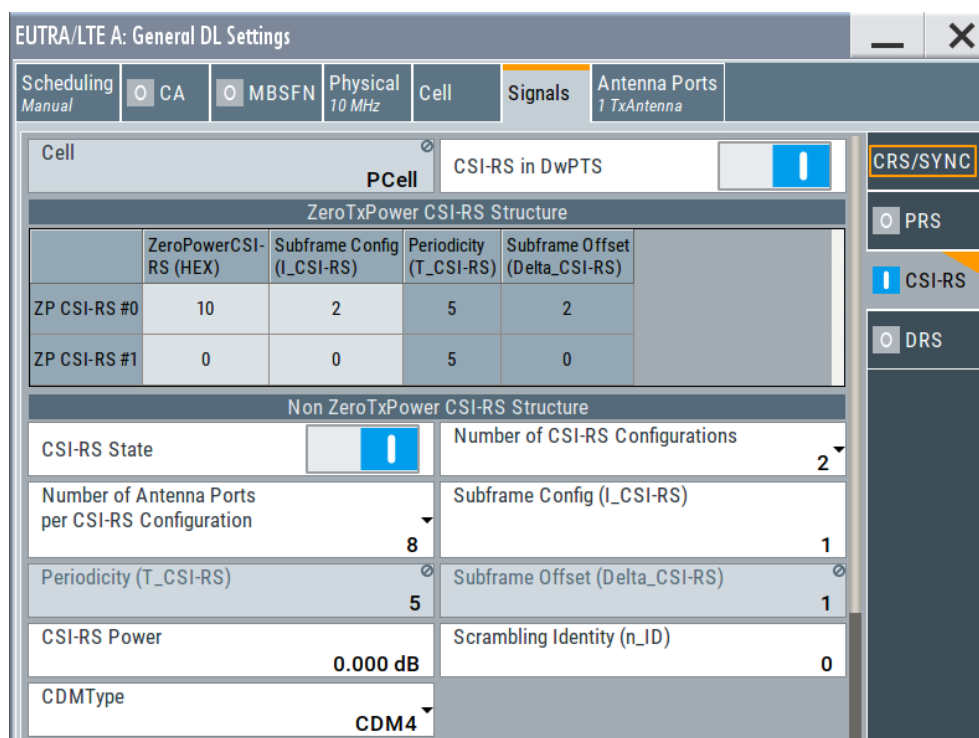 EUTRA/LTE A: General DL Settings
Scheduling
Manual
O CA
O MBSFN
Physical
10 MHz
Cell
Signals
Antenna Ports
1 TxAntenna
Cell
PCell
CSI-RS in DwPTS
CRS/SYNC
ZeroTxPower CSI-RS Structure
O PRS
ZeroPowerCSI-
RS (HEX)
Subframe Config
(I_CSI-RS)
Periodicity
(T_CSI-RS)
Subframe Offset
(Delta_CSI-RS)
CSI-RS
ZP CSI-RS #0 10 2 5 2
O DRS
ZP CSI-RS #1 0 0 5 0
Non ZeroTxPower CSI-RS Structure
CSI-RS State
Number of CSI-RS Configurations
2
Number of Antenna Ports
per CSI-RS Configuration
8
Subframe Config (I_CSI-RS)
1
Periodicity (T_CSI-RS)
5
Subframe Offset (Delta_CSI-RS)
1
CSI-RS Power
0.000 dB
Scrambling Identity (n_ID)
0
CDMType
CDM4